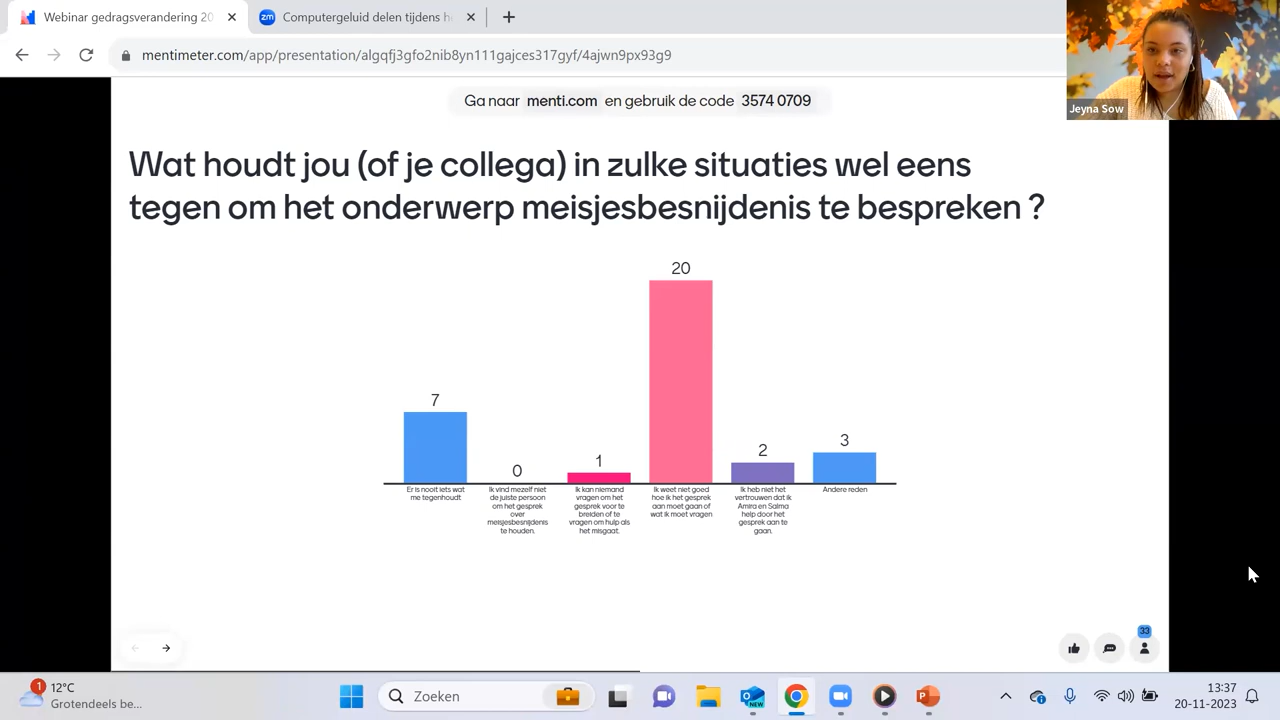 Webinar gedragsverandering 20
Computergeluid delen tijdens h
mentimeter.com/app/presentation/algqfj3gfo2nib8yn111gajces317gyf/4ajwn9px93g9
Jeyna Sow
Ga naar menti.com en gebruik de code 3574 0709
Wat houdt jou (of je collega) in zulke situaties wel eens
tegen om het onderwerp meisjesbesnijdenis te bespreken ?
7
0
1
20
2
3
Er is nooit iets wat
me tegenhoudt
Ik vind mezelf niet
de juiste persoon
om het gesprek
over
meisjesbesnijdenis
te houden.
Ik kan niemand
vragen om het
gesprek voor te
breiden of te
vragen om hulp als
het misgaat.
Ik weet niet goed
hoe ik het gesprek
aan moet gaan of
wat ik moet vragen
Ik heb niet het
vertrouwen dat ik
Amira en Salma
help door het
gesprek aan te
gaan.
Andere reden
33
1
12°C
Grotendeels be...
Zoeken
NEW
13:37
20-11-2023